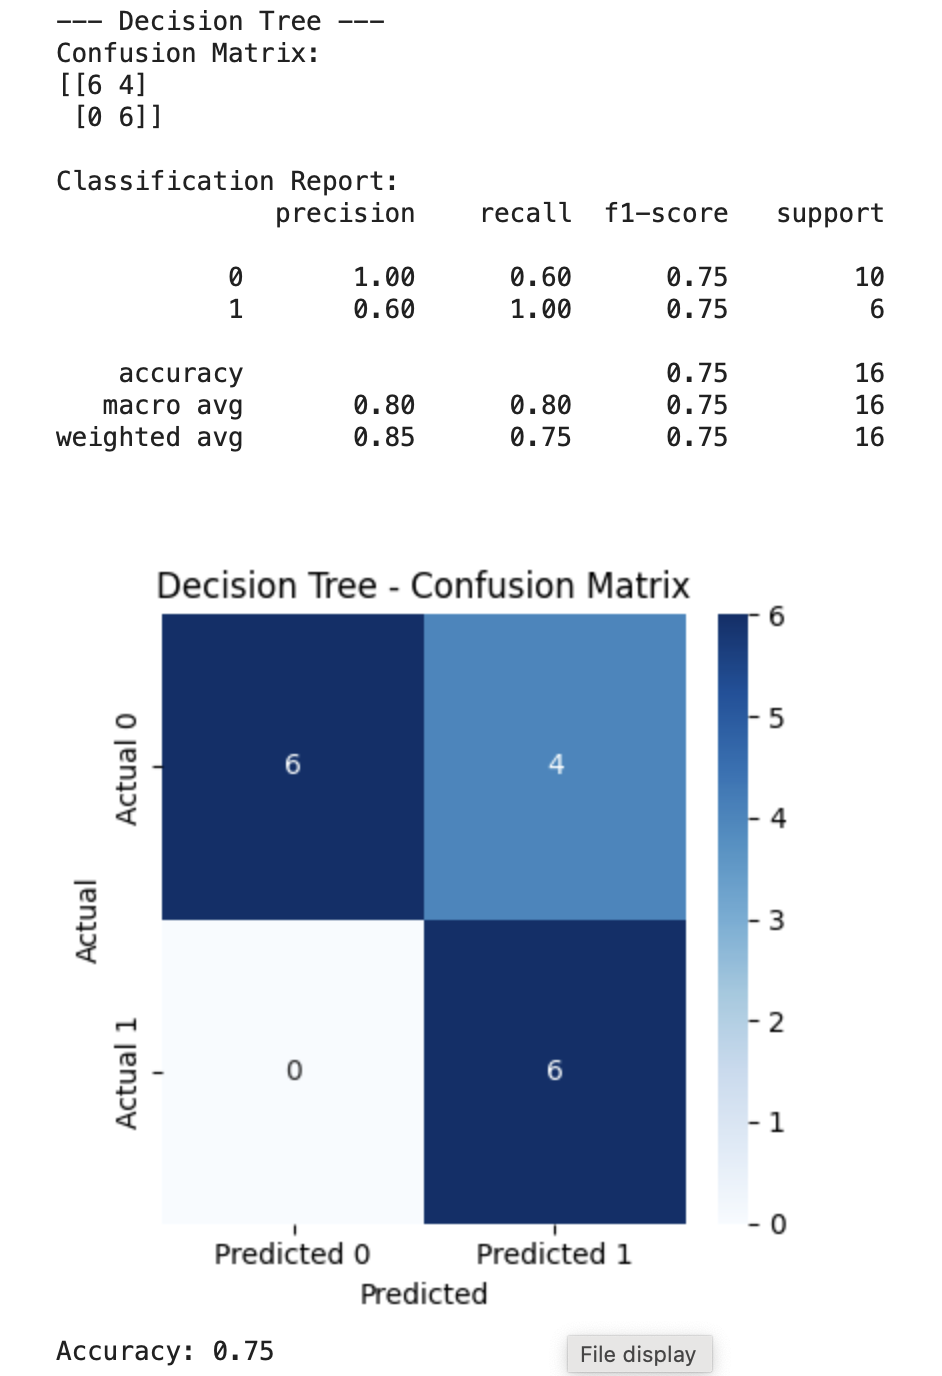 --- Decision Tree ---
Confusion Matrix:
[[6 4]
 [0 6]]
Classification Report:
precision recall f1-score support
0 1.00 0.60 0.75 10
1 0.60 1.00 0.75 6
accuracy 0.75 16
macro avg 0.80 0.80 0.75 16
weighted avg 0.85 0.75 0.75 16
Decision Tree - Confusion Matrix
6
5
4
3
2
1
0
Actual
Actual 0
6 4
Actual 1
0 6
Predicted 0 Predicted 1
Predicted
Accuracy: 0.75
File display